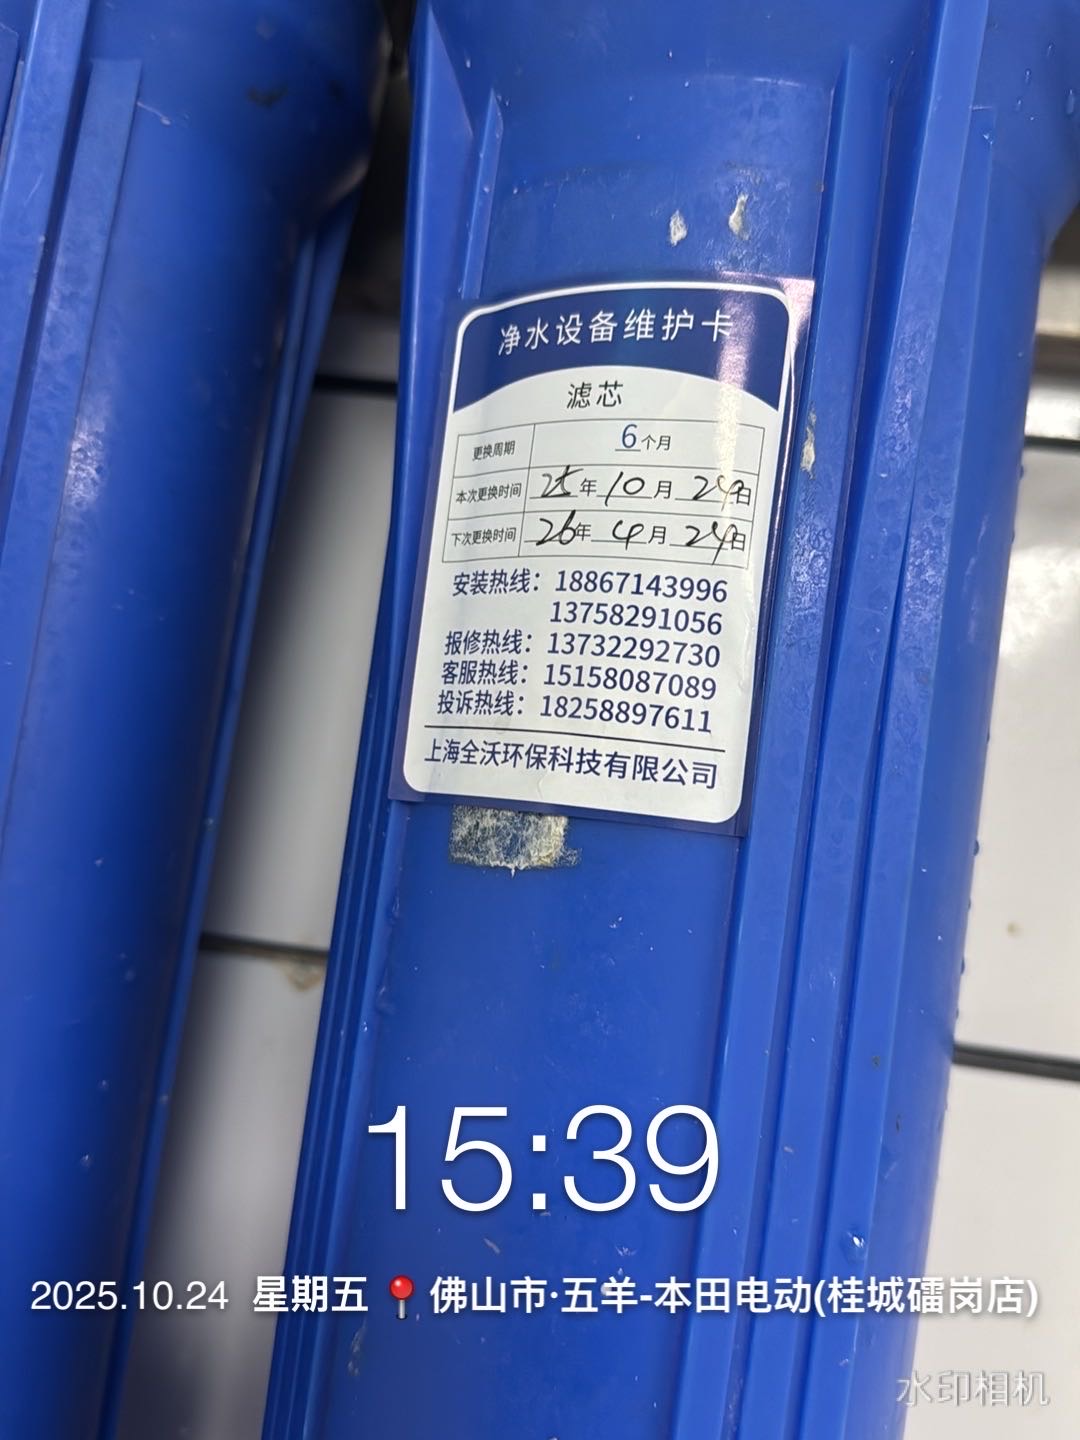 净水设备维护卡
滤芯
更换周期 6个月
本次更换时间 25年10月24日
下次更换时间 26年4月24日
安装热线：18867143996
13758291056
报修热线：13732292730
客服热线：15158087089
投诉热线：18258897611
上海全沃环保科技有限公司
15:39
2025.10.24 星期五 📍佛山市·五羊-本田电动(桂城礌岗店)
水印相机